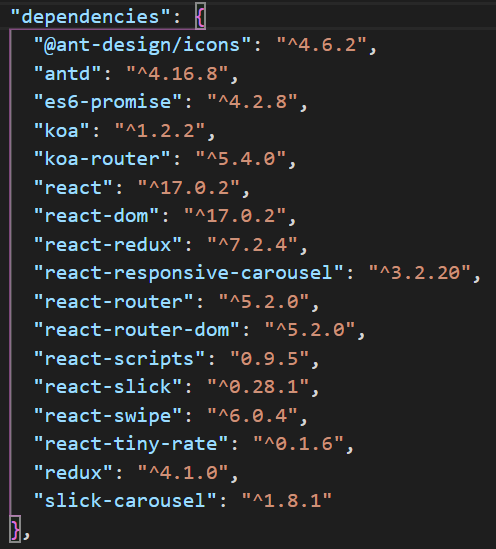 "dependencies": {
"@ant-design/icons": "^4.6.2",
"antd": "^4.16.8",
"es6-promise": "^4.2.8",
"koa": "^1.2.2",
"koa-router": "^5.4.0",
"react": "^17.0.2",
"react-dom": "^17.0.2",
"react-redux": "^7.2.4",
"react-responsive-carousel": "^3.2.20",
"react-router": "^5.2.0",
"react-router-dom": "^5.2.0",
"react-scripts": "0.9.5",
"react-slick": "^0.28.1",
"react-swipe": "^6.0.4",
"react-tiny-rate": "^0.1.6",
"redux": "^4.1.0",
"slick-carousel": "^1.8.1"
},